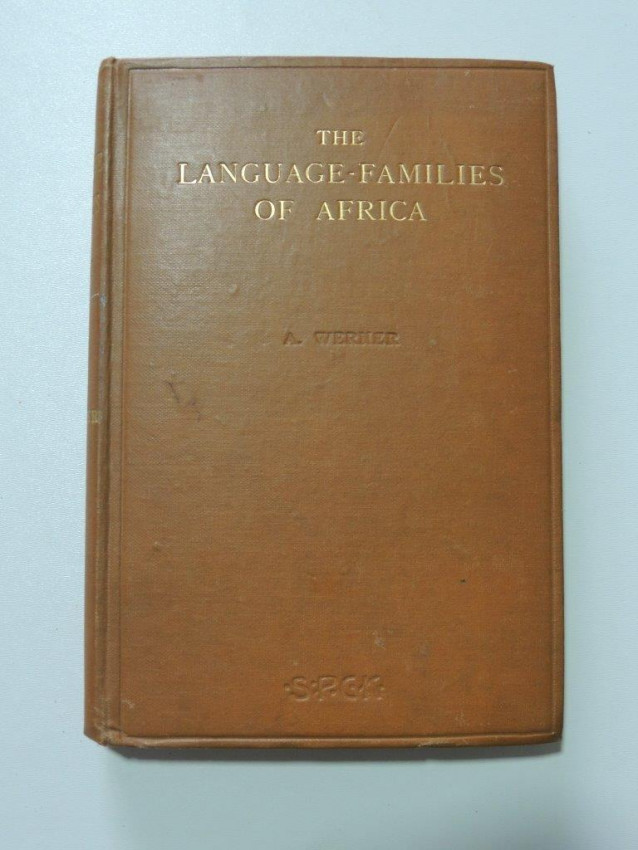 THE
LANGUAGE-FAMILIES
OF AFRICA
A. WERNER
·S·P·C·K·